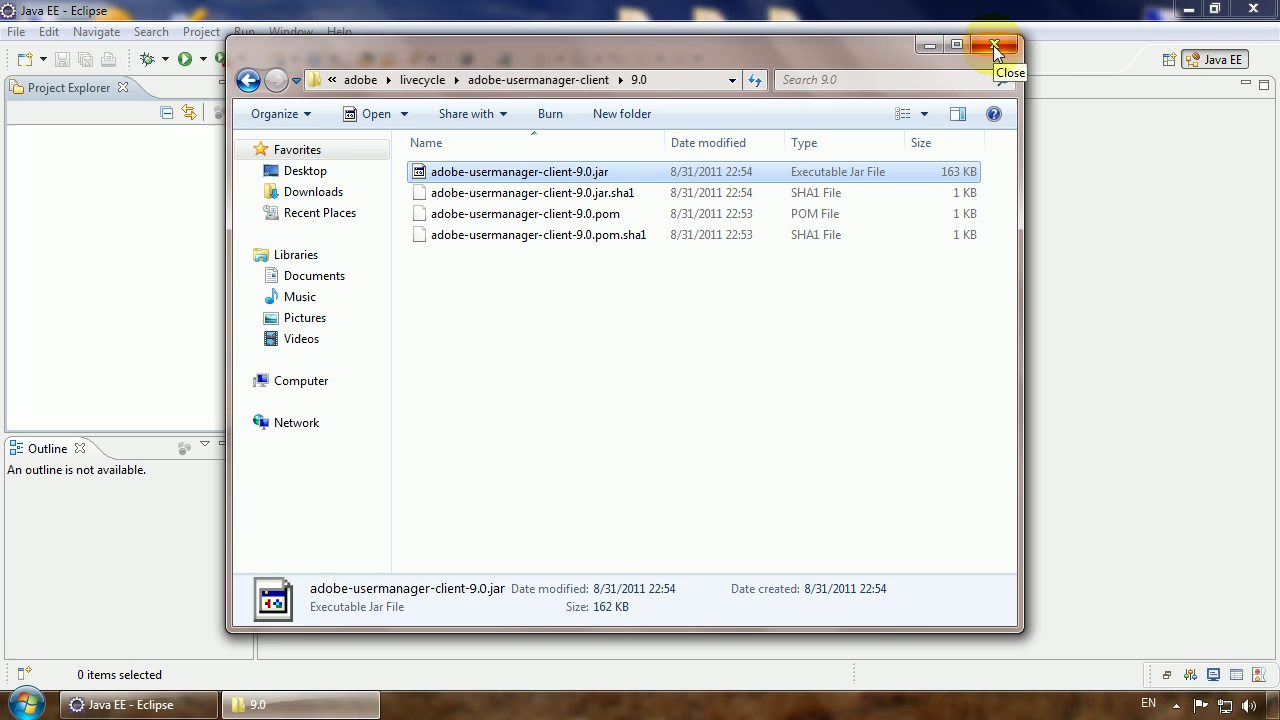 Java EE - Eclipse
File Edit Navigate Search Project Run Window Help
Java EE
Project Explorer
Close
adobe livecycle adobe-usermanager-client 9.0
Search 9.0
Organize Open Share with Burn New folder
Name Date modified Type Size
Favorites
Desktop
Downloads
Recent Places
Libraries
Documents
Music
Pictures
Videos
Computer
Network
adobe-usermanager-client-9.0.jar 8/31/2011 22:54 Executable Jar File 163 KB
adobe-usermanager-client-9.0.jar.sha1 8/31/2011 22:54 SHA1 File 1 KB
adobe-usermanager-client-9.0.pom 8/31/2011 22:53 POM File 1 KB
adobe-usermanager-client-9.0.pom.sha1 8/31/2011 22:53 SHA1 File 1 KB
Outline
An outline is not available.
adobe-usermanager-client-9.0.jar Date modified: 8/31/2011 22:54 Date created: 8/31/2011 22:54
Executable Jar File Size: 162 KB
0 items selected
Java EE - Eclipse
9.0
EN